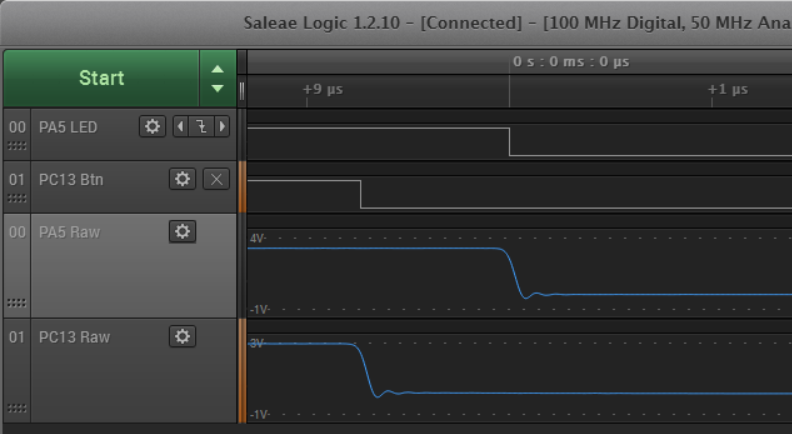 Saleae Logic 1.2.10 – [Connected] – [100 MHz Digital, 50 MHz Ana
Start
0 s : 0 ms : 0 µs
+9 µs
+1 µs
00 PA5 LED
01 PC13 Btn
00 PA5 Raw
4V
-1V
01 PC13 Raw
3V
-1V